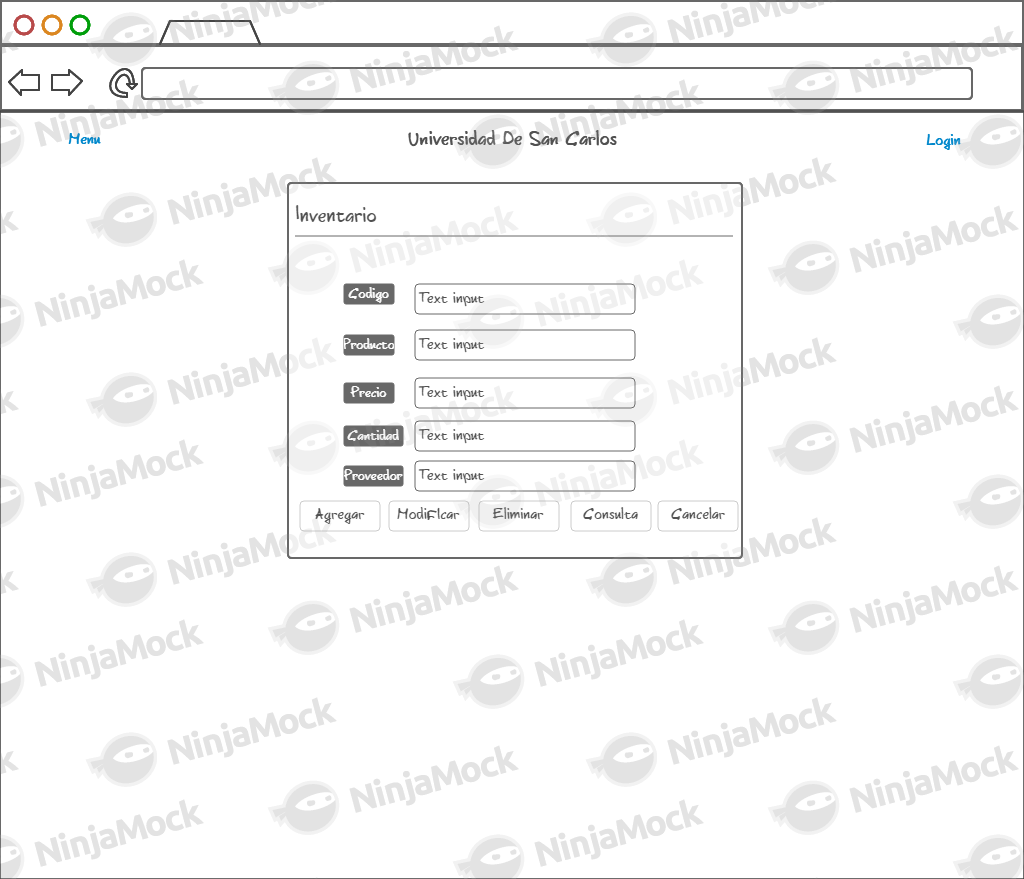 Menu
Universidad De San Carlos
Login
Inventario
Codigo
Text input
Producto
Text input
Precio
Text input
Cantidad
Text input
Proveedor
Text input
Agregar
ModiFIcar
Eliminar
Consulta
Cancelar
NinjaMock